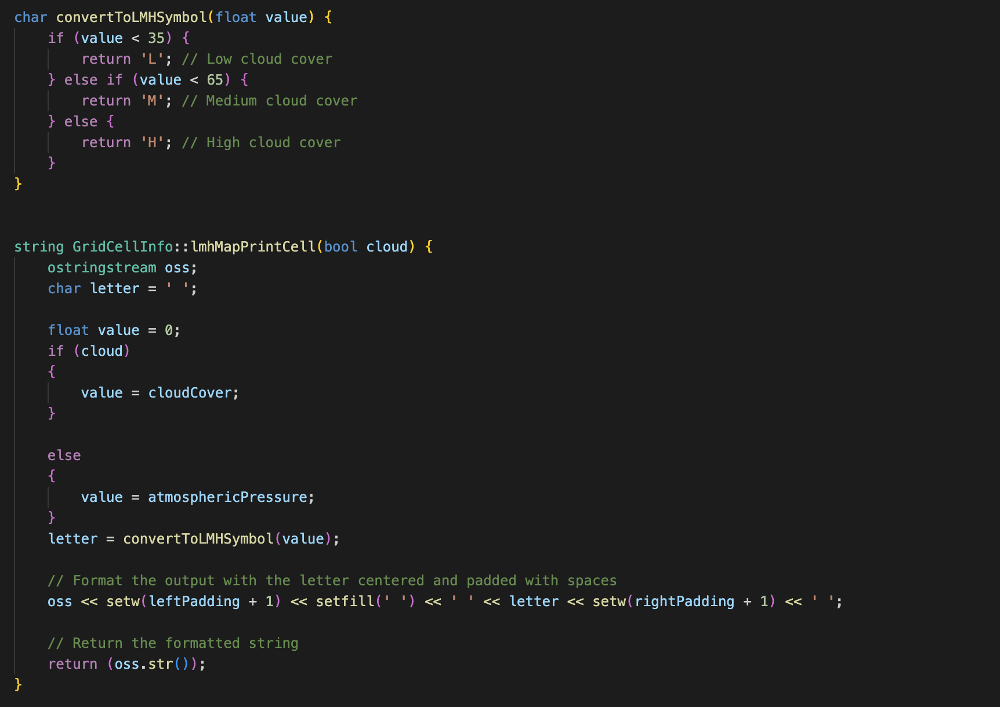 char convertToLMHSymbol(float value) {
    if (value < 35) {
        return 'L'; // Low cloud cover
    } else if (value < 65) {
        return 'M'; // Medium cloud cover
    } else {
        return 'H'; // High cloud cover
    }
}

string GridCellInfo::lmhMapPrintCell(bool cloud) {
    ostringstream oss;
    char letter = ' ';

    float value = 0;
    if (cloud)
    {
        value = cloudCover;
    }

    else
    {
        value = atmosphericPressure;
    }
    letter = convertToLMHSymbol(value);

    // Format the output with the letter centered and padded with spaces
    oss << setw(leftPadding + 1) << setfill(' ') << ' ' << letter << setw(rightPadding + 1) << ' ';

    // Return the formatted string
    return (oss.str());
}